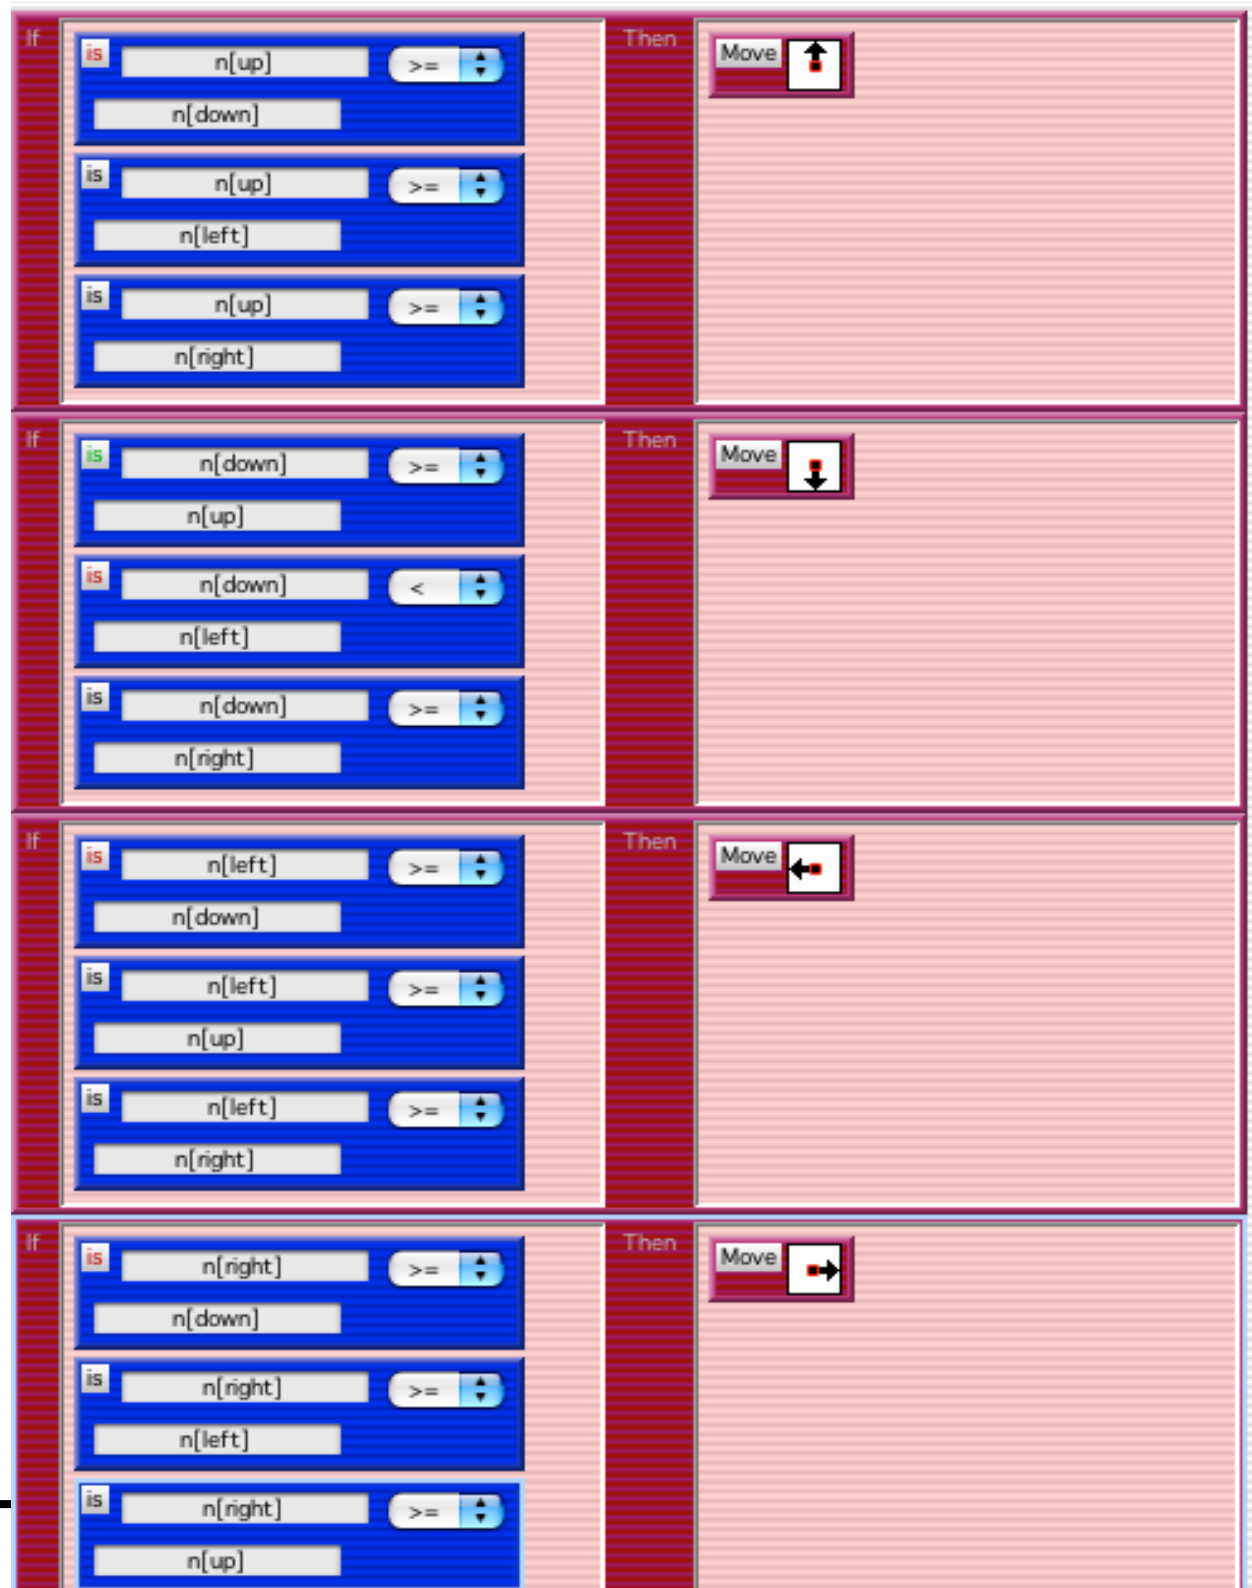 If is n[up] >= Then Move
n[down]
is n[up] >=
n[left]
is n[up] >=
n[right]
If is n[down] >= Then Move
n[up]
is n[down] <
n[left]
is n[down] >=
n[right]
If is n[left] >= Then Move
n[down]
is n[left] >=
n[up]
is n[left] >=
n[right]
If is n[right] >= Then Move
n[down]
is n[right] >=
n[left]
is n[right] >=
n[up]